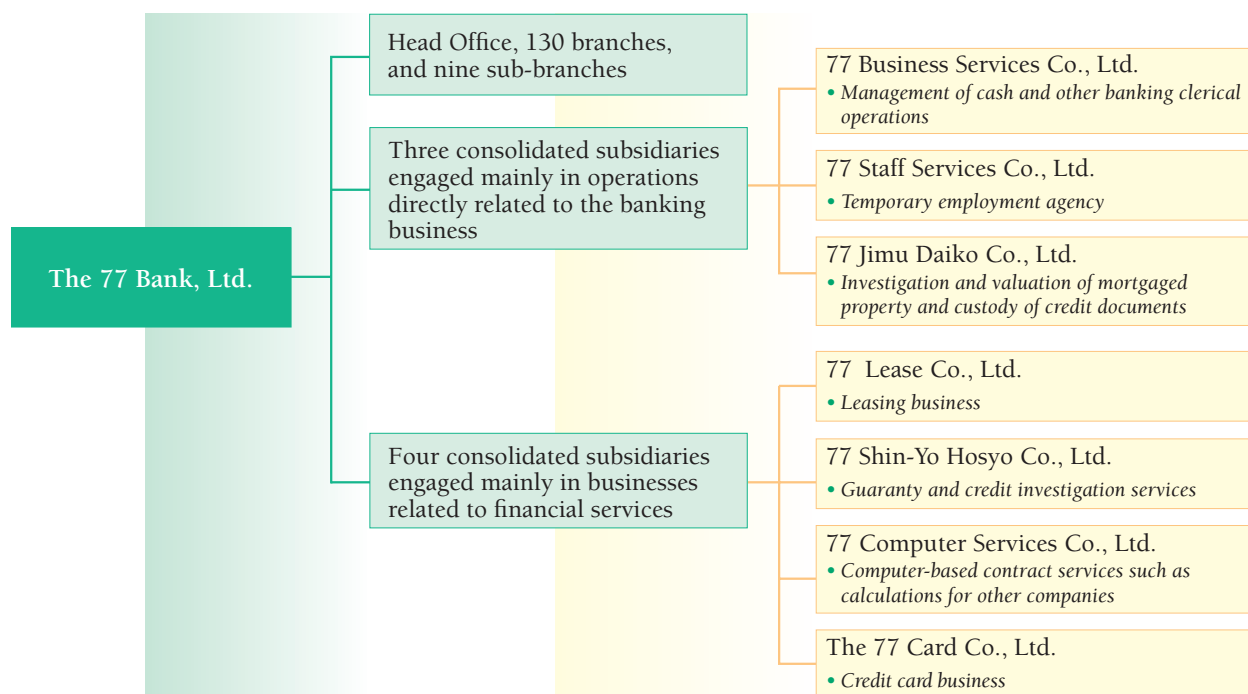 The 77 Bank, Ltd.
Head Office, 130 branches,
and nine sub-branches
Three consolidated subsidiaries
engaged mainly in operations
directly related to the banking
business
77 Business Services Co., Ltd.
• Management of cash and other banking clerical
operations
77 Staff Services Co., Ltd.
• Temporary employment agency
77 Jimu Daiko Co., Ltd.
• Investigation and valuation of mortgaged
property and custody of credit documents
Four consolidated subsidiaries
engaged mainly in businesses
related to financial services
77 Lease Co., Ltd.
• Leasing business
77 Shin-Yo Hosyo Co., Ltd.
• Guaranty and credit investigation services
77 Computer Services Co., Ltd.
• Computer-based contract services such as
calculations for other companies
The 77 Card Co., Ltd.
• Credit card business